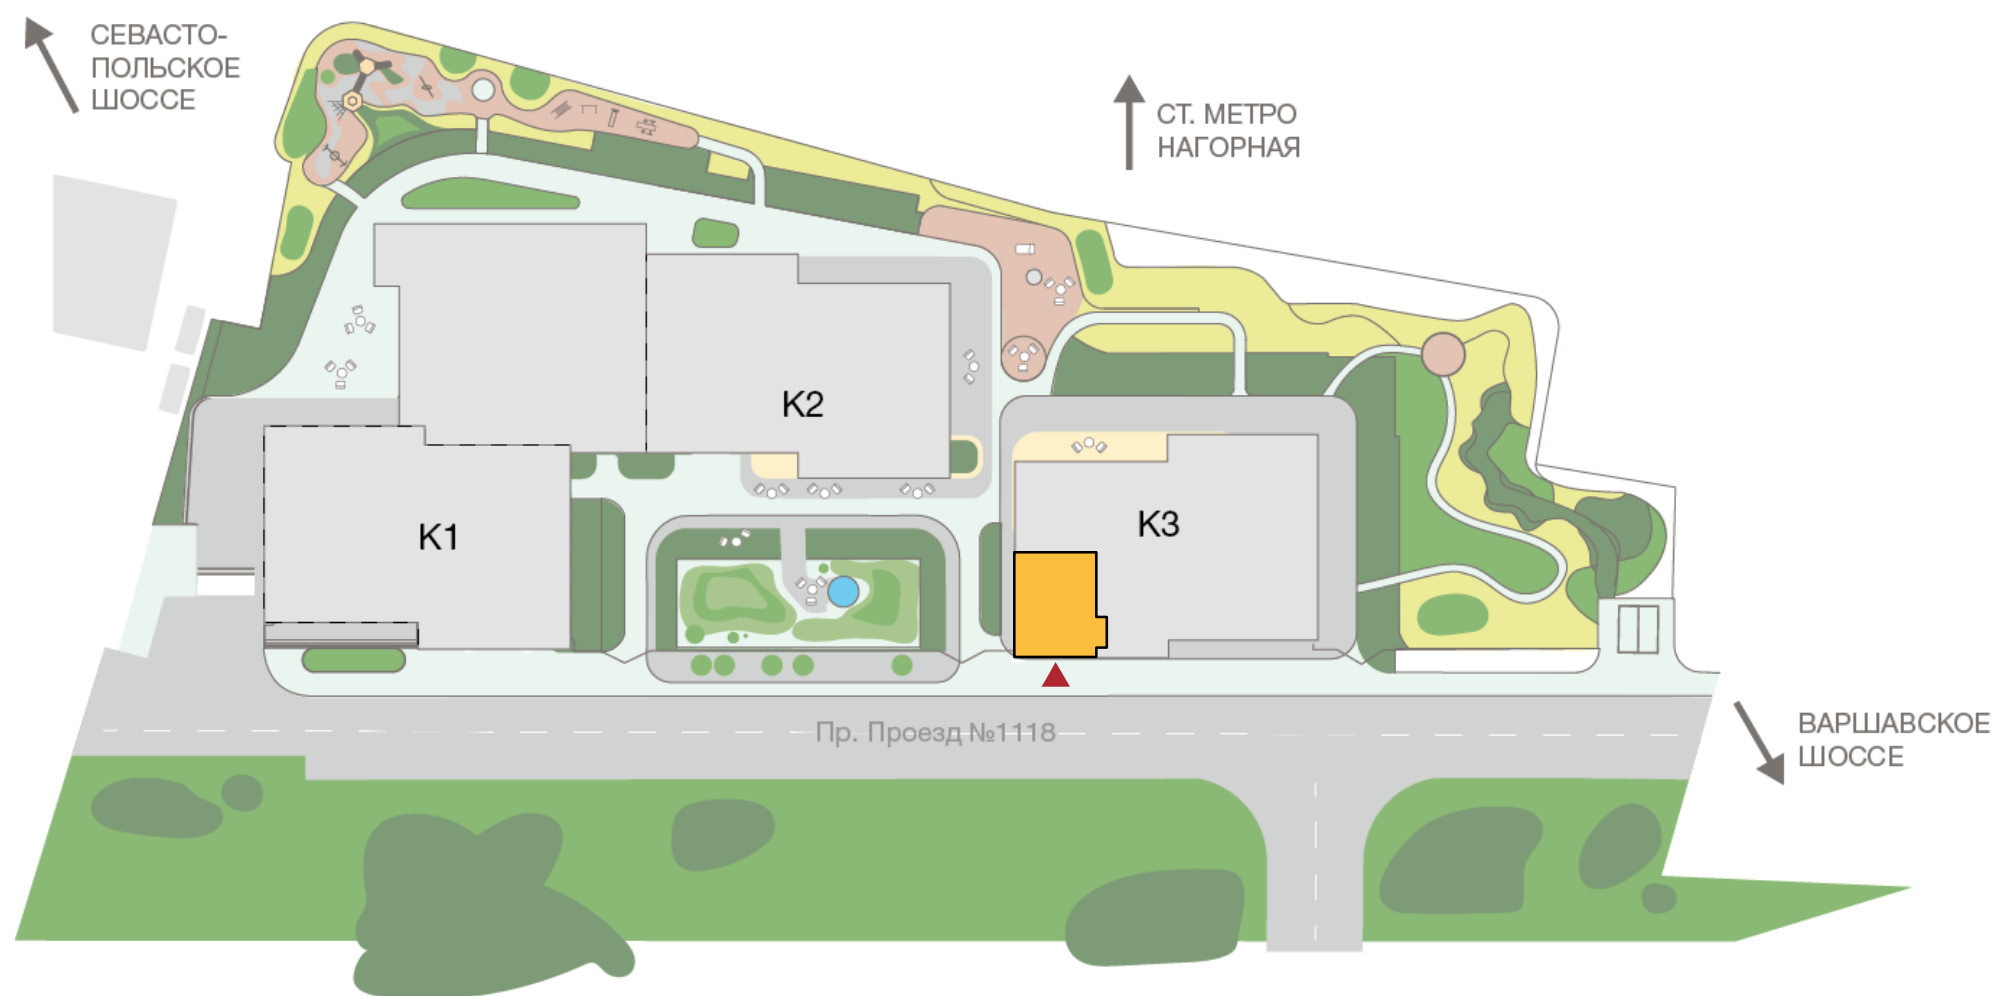 СЕВАСТО-
ПОЛЬСКОЕ
ШОССЕ
СТ. МЕТРО
НАГОРНАЯ
К2
К1
К3
Пр. Проезд №1118
ВАРШАВСКОЕ
ШОССЕ